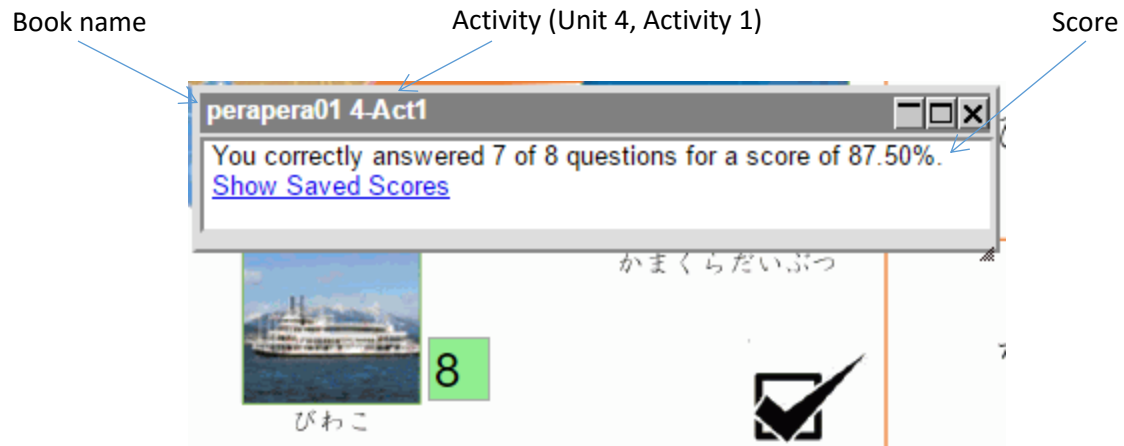 Book name
Activity (Unit 4, Activity 1)
Score
perapera01 4-Act1
You correctly answered 7 of 8 questions for a score of 87.50%.
Show Saved Scores
かまくらだいぶつ
8
びわこ